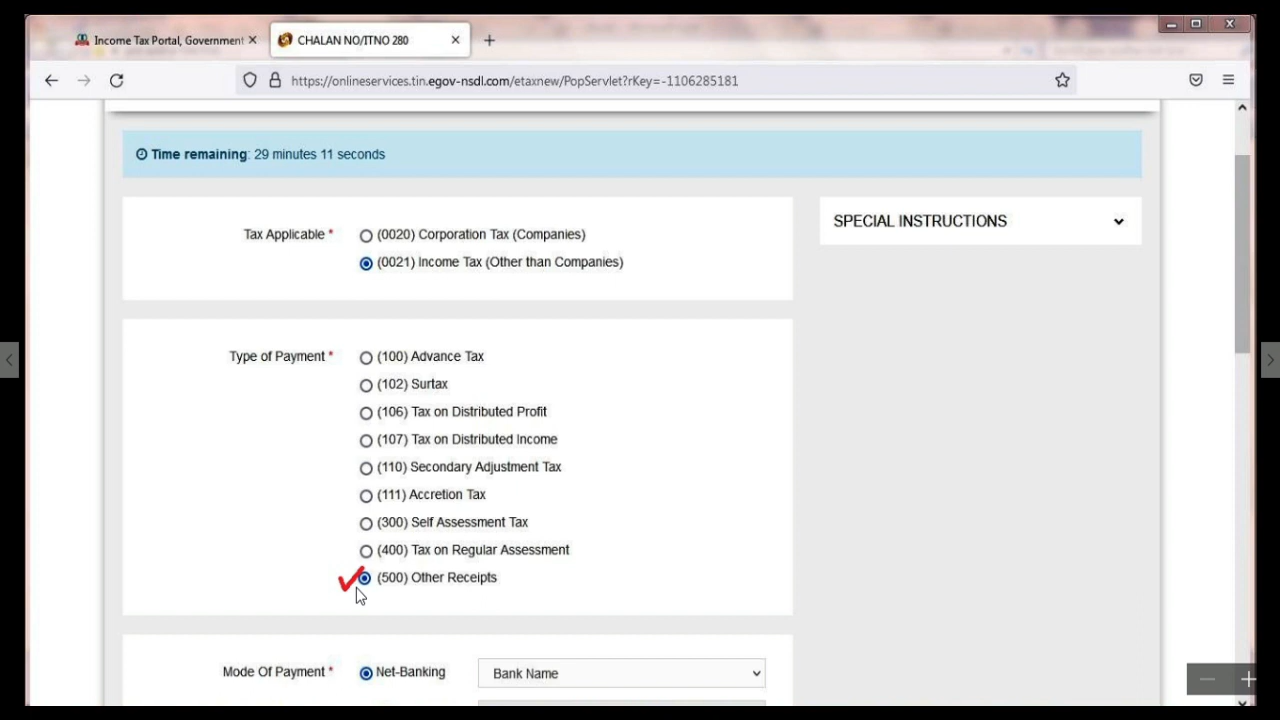 Income Tax Portal, Government
CHALAN NO/ITNO 280
https://onlineservices.tin.egov-nsdl.com/etaxnew/PopServlet?rKey=-1106285181
Time remaining: 29 minutes 11 seconds
Tax Applicable * (0020) Corporation Tax (Companies)
(0021) Income Tax (Other than Companies)
SPECIAL INSTRUCTIONS
Type of Payment * (100) Advance Tax
(102) Surtax
(106) Tax on Distributed Profit
(107) Tax on Distributed Income
(110) Secondary Adjustment Tax
(111) Accretion Tax
(300) Self Assessment Tax
(400) Tax on Regular Assessment
(500) Other Receipts
Mode Of Payment * Net-Banking Bank Name